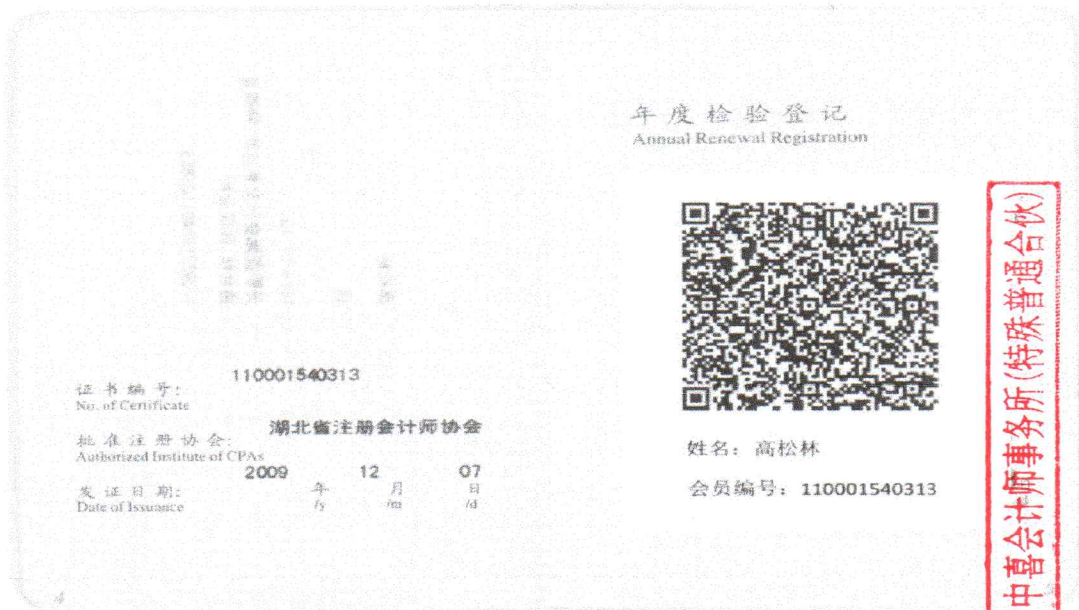 110001540313
证书编号:
No. of Certificate
湖北省注册会计师协会
批准注册协会:
Authorized Institute of CPAs
2009 12 07
发证日期: 年 月 日
Date of Issuance /y /m /d
4
年度检验登记
Annual Renewal Registration
姓名：高松林
会员编号：110001540313
中喜会计师事务所(特殊普通合伙)